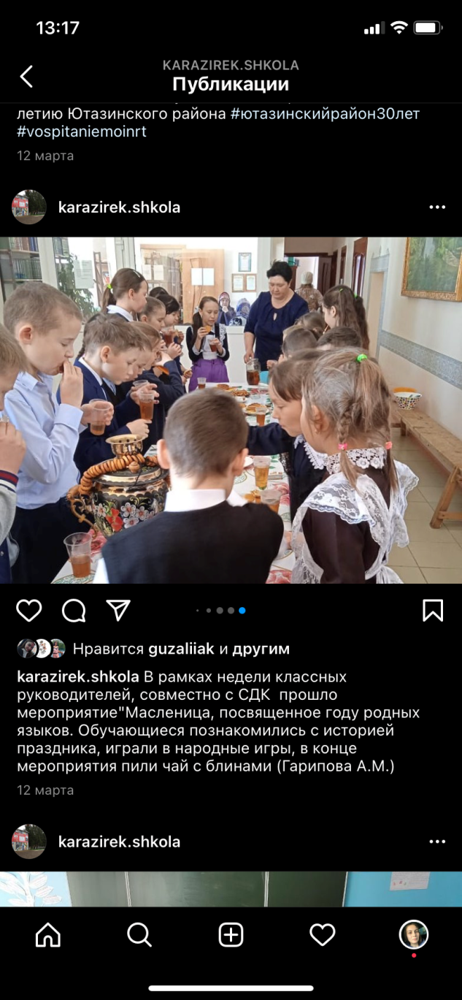 13:17
KARAZIREK.SHKOLA
Публикации
летию Ютазинского района #ютазинскийрайон30лет
#vospitaniemoinrt
12 марта
karazirek.shkola
Нравится guzaliiak и другим
karazirek.shkola В рамках недели классных
руководителей, совместно с СДК прошло
мероприятие"Масленица, посвященное году родных
языков. Обучающиеся познакомились с историей
праздника, играли в народные игры, в конце
мероприятия пили чай с блинами (Гарипова А.М.)
12 марта
karazirek.shkola